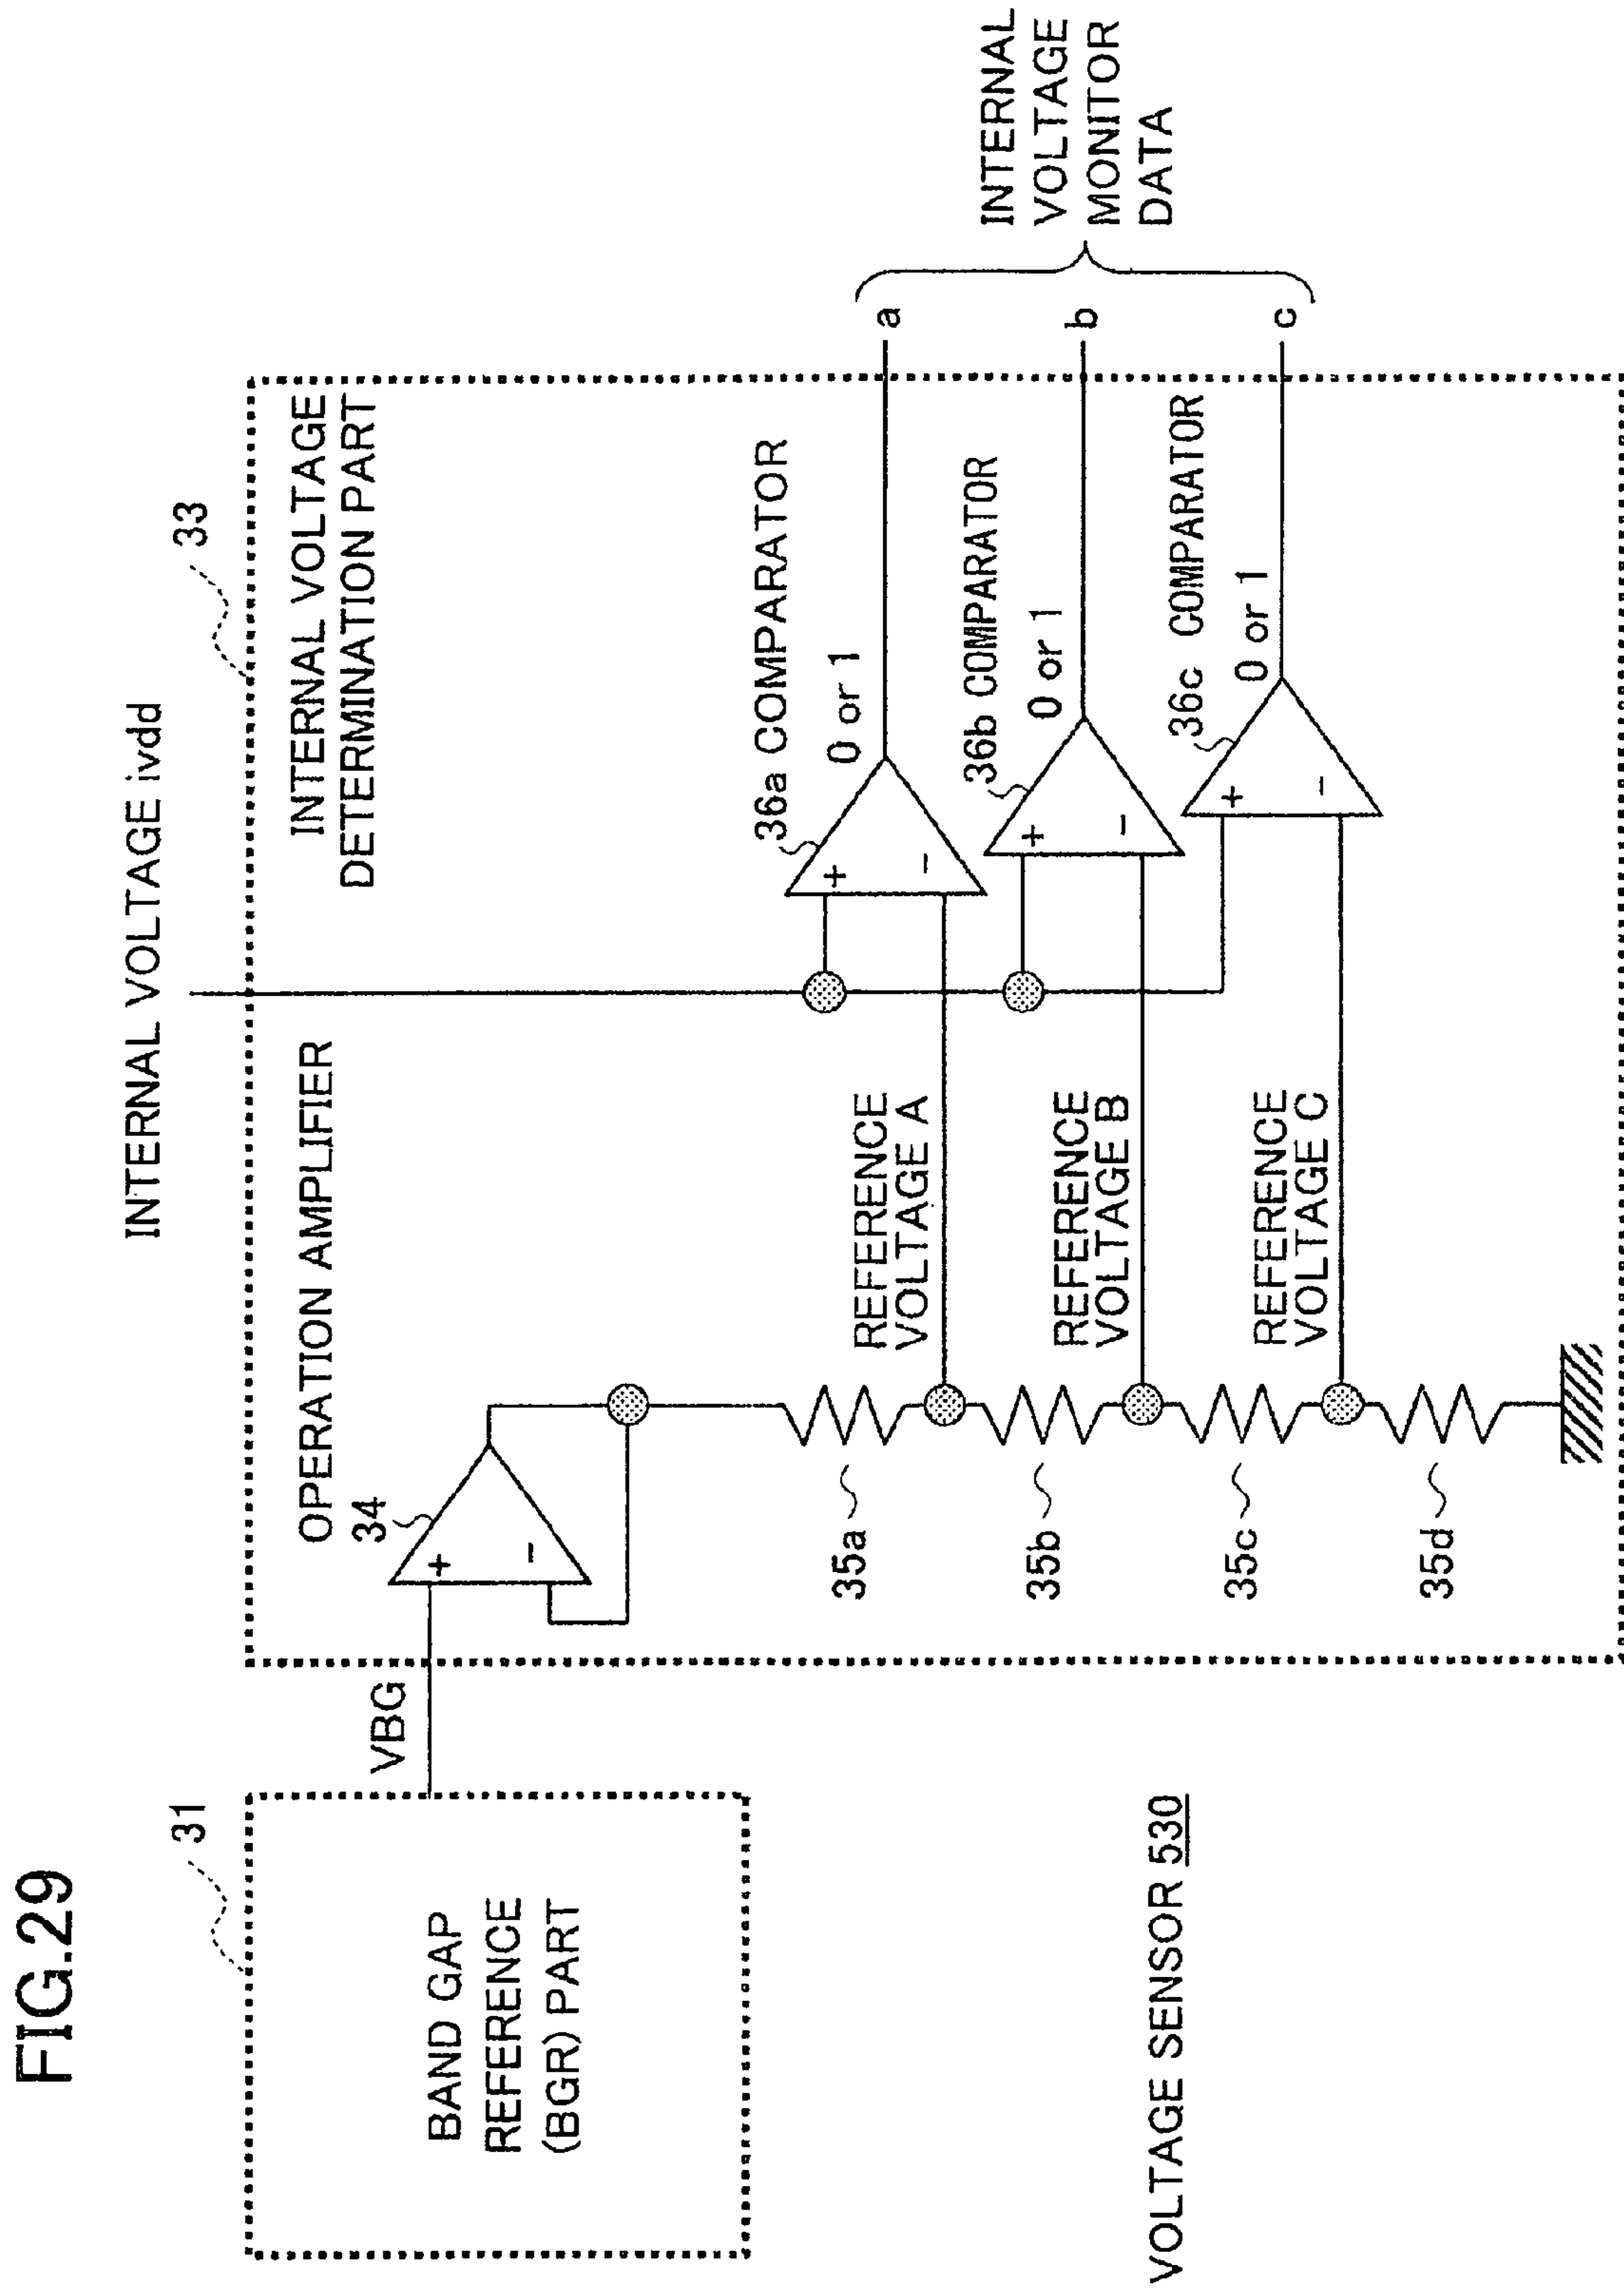 FIG.29
INTERNAL VOLTAGE ivdd
31
33
BAND GAP
REFERENCE
(BGR) PART
VBG
OPERATION AMPLIFIER
34
+
-
INTERNAL VOLTAGE
DETERMINATION PART
35a
35b
35c
35d
REFERENCE
VOLTAGE A
REFERENCE
VOLTAGE B
REFERENCE
VOLTAGE C
36a COMPARATOR
+
-
0 or 1
36b COMPARATOR
+
-
0 or 1
36c COMPARATOR
+
-
0 or 1
a
b
c
INTERNAL
VOLTAGE
MONITOR
DATA
VOLTAGE SENSOR 530